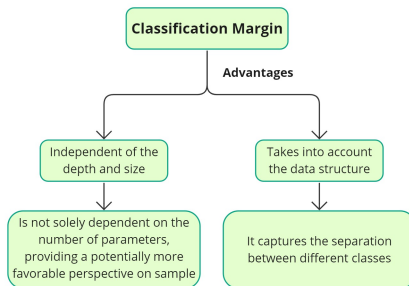 Classification Margin
Advantages
Independent of the
depth and size
Takes into account
the data structure
Is not solely dependent on the
number of parameters,
providing a potentially more
favorable perspective on sample
It captures the separation
between different classes